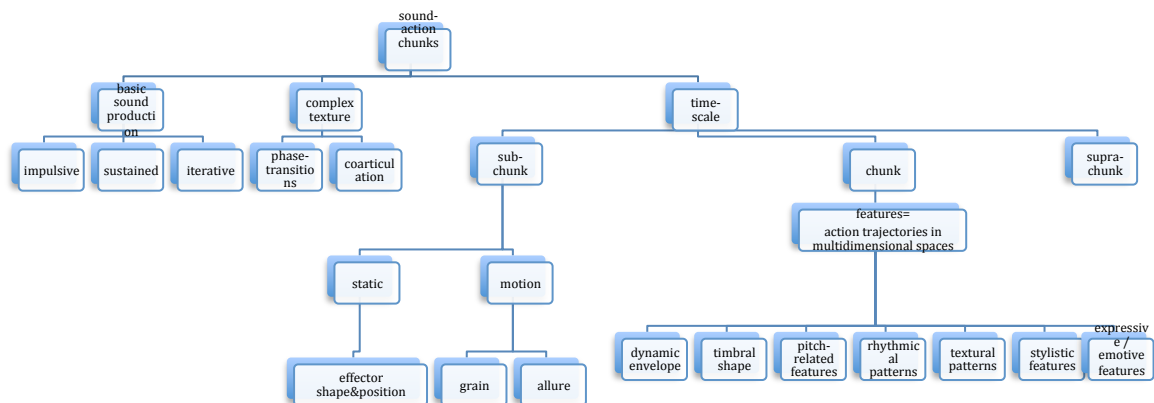 sound-
action
chunks
basic
sound
producti
on
complex
texture
time-
scale
impulsive
sustained
iterative
phase-
transitio
ns
coarticul
ation
sub-
chunk
chunk
supra-
chunk
features=
action trajectories in
multidimensional spaces
static
motion
effector
shape&position
grain
allure
dynamic
envelope
timbral
shape
pitch-
related
features
rhythmic
al
patterns
textural
patterns
stylistic
features
expressiv
e /
emotive
features